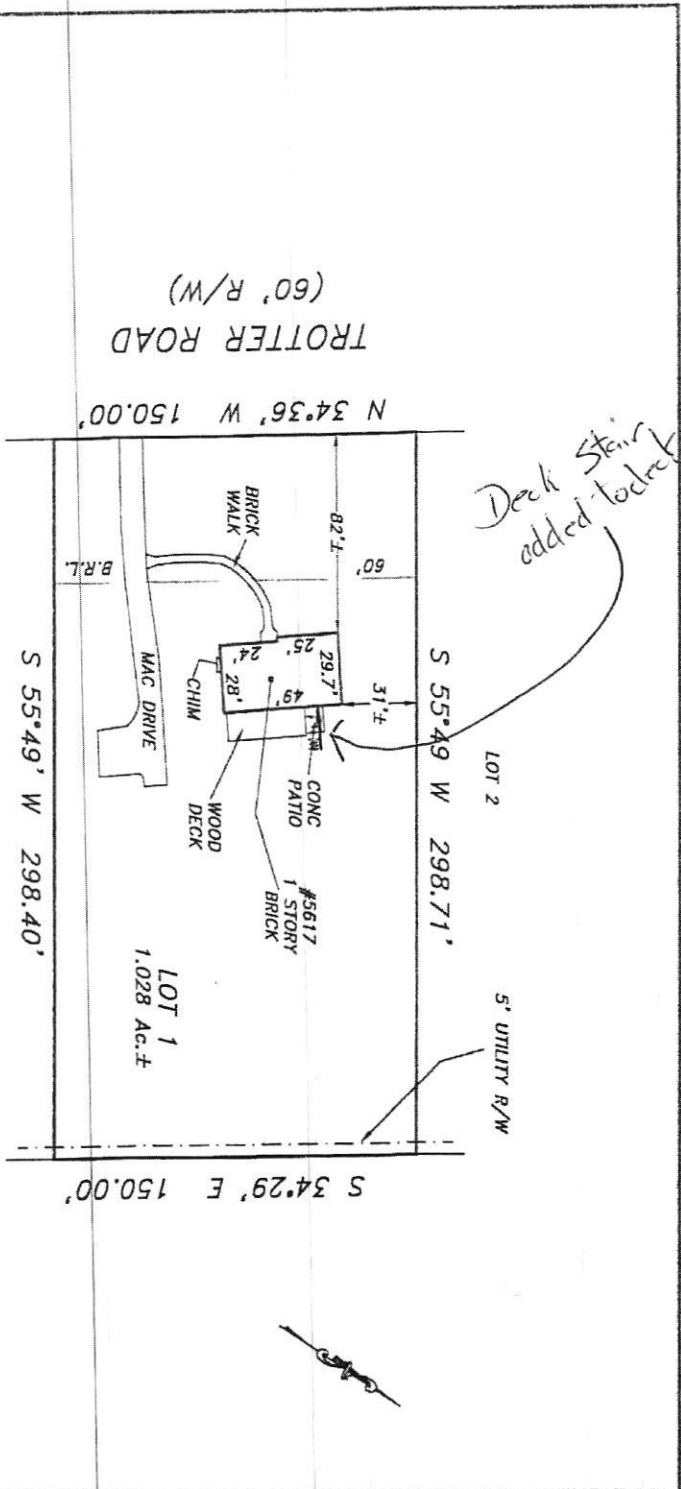 TROTTER ROAD
(60' R/W)
N 34°36' W 150.00'
Deck Stair
added to deck
S 55°49 W 298.71'
LOT 2
5' UTILITY R/W
82'±
60'
B.R.L.
BRICK
WALK
31'±
25'
29.7'
24'
49'
28'
CHIM
MAC DRIVE
CONC
PATIO
WOOD
DECK
#5617
1 STORY
BRICK
LOT 1
1.028 Ac.±
S 55°49' W 298.40'
S 34°29' E 150.00'